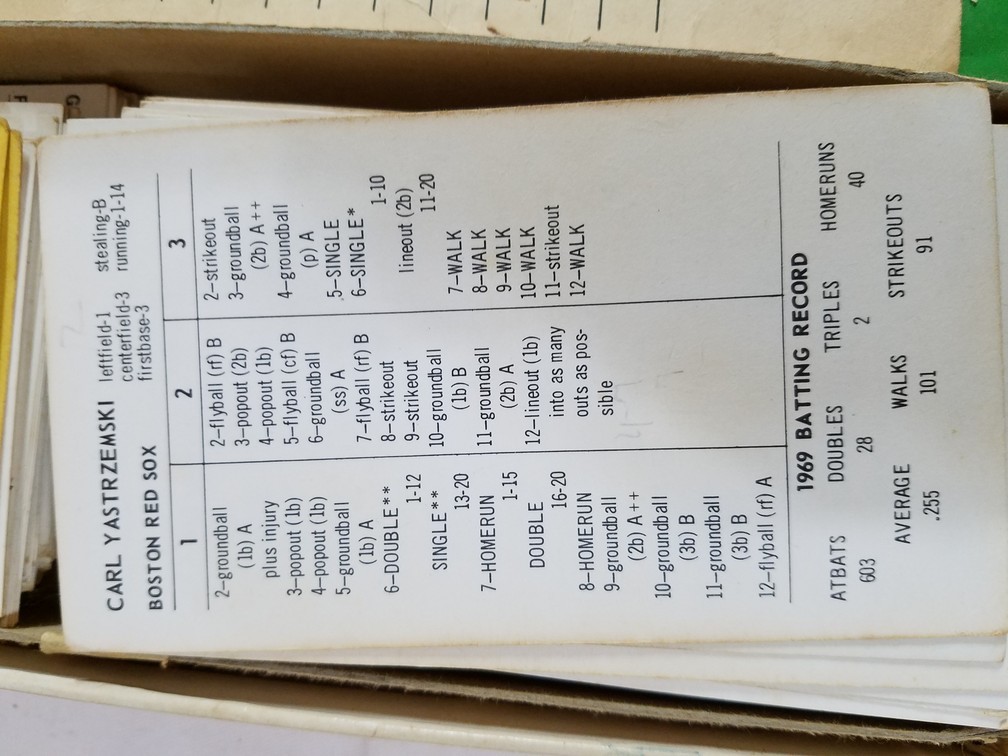 CARL YASTRZEMSKI leftfield-1 stealing-B
centerfield-3 running-1-14
BOSTON RED SOX firstbase-3
1 2 3
2-groundball
(1b) A
plus injury
3-popout (1b)
4-popout (1b)
5-groundball
(1b) A
6-DOUBLE**
1-12
SINGLE**
13-20
7-HOMERUN
1-15
DOUBLE
16-20
8-HOMERUN
9-groundball
(2b) A++
10-groundball
(3b) B
11-groundball
(3b) B
12-flyball (rf) A
2-flyball (rf) B
3-popout (2b)
4-popout (1b)
5-flyball (cf) B
6-groundball
(ss) A
7-flyball (rf) B
8-strikeout
9-strikeout
10-groundball
(1b) B
11-groundball
(2b) A
12-lineout (1b)
into as many
outs as pos-
sible
2-strikeout
3-groundball
(2b) A++
4-groundball
(p) A
5-SINGLE
6-SINGLE*
1-10
lineout (2b)
11-20
7-WALK
8-WALK
9-WALK
10-WALK
11-strikeout
12-WALK
1969 BATTING RECORD
ATBATS DOUBLES TRIPLES HOMERUNS
603 28 2 40
AVERAGE WALKS STRIKEOUTS
.255 101 91